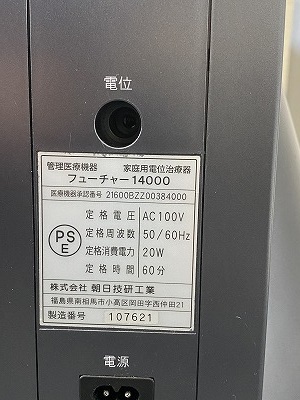 電位
管理医療機器 家庭用電位治療器
フューチャー14000
医療機器承認番号 21600BZZ00384000
定格電圧 AC100V
定格周波数 50/60Hz
定格消費電力 20W
定格時間 60分
PS
E
株式会社 朝日技研工業
福島県南相馬市小高区岡田字西仲田21
製造番号 107621
電源